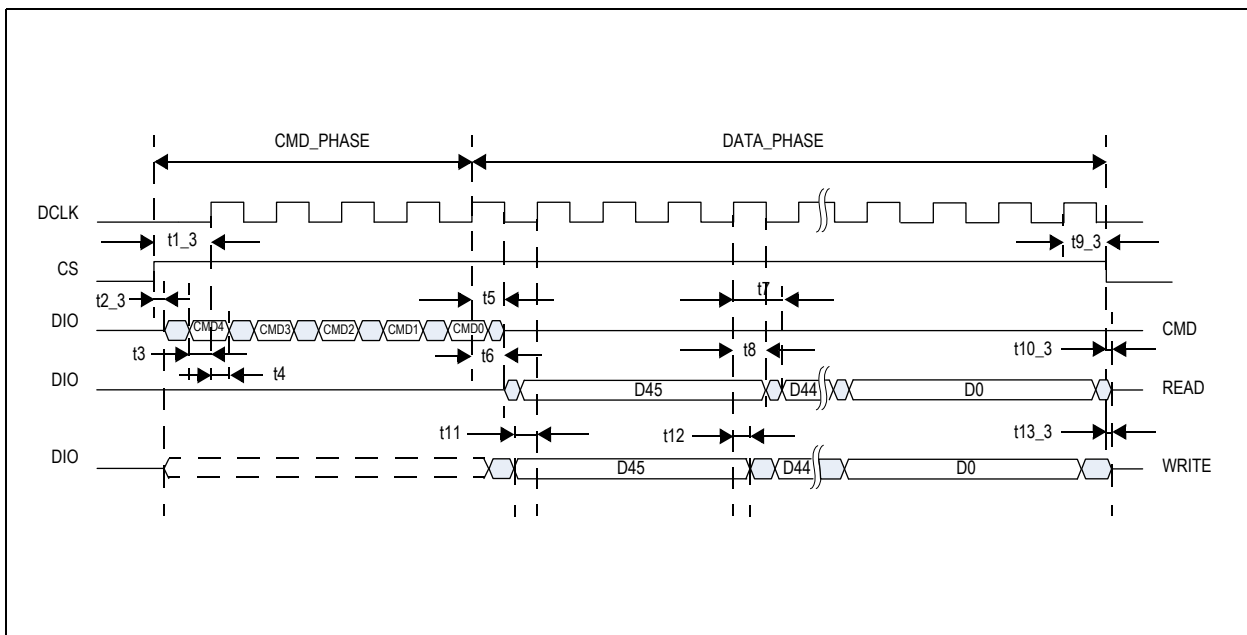 CMD_PHASE DATA_PHASE
DCLK
t1_3 t9_3
CS
t2_3 t5 t7
DIO CMD4 CMD3 CMD2 CMD1 CMD0 CMD
t3 t4 t6 t8 t10_3
DIO D45 D44 D0 READ
t11 t12 t13_3
DIO D45 D44 D0 WRITE